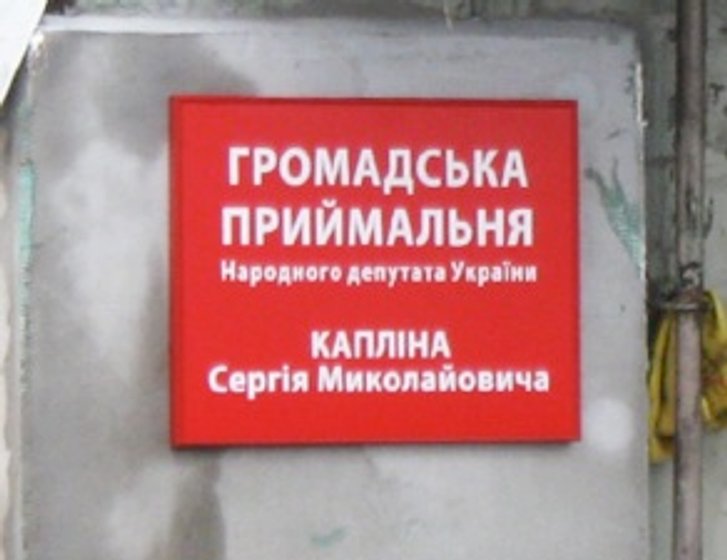 ГРОМАДСЬКА
ПРИЙМАЛЬНЯ
Народного депутата України
КАПЛІНА
Сергія Миколайовича